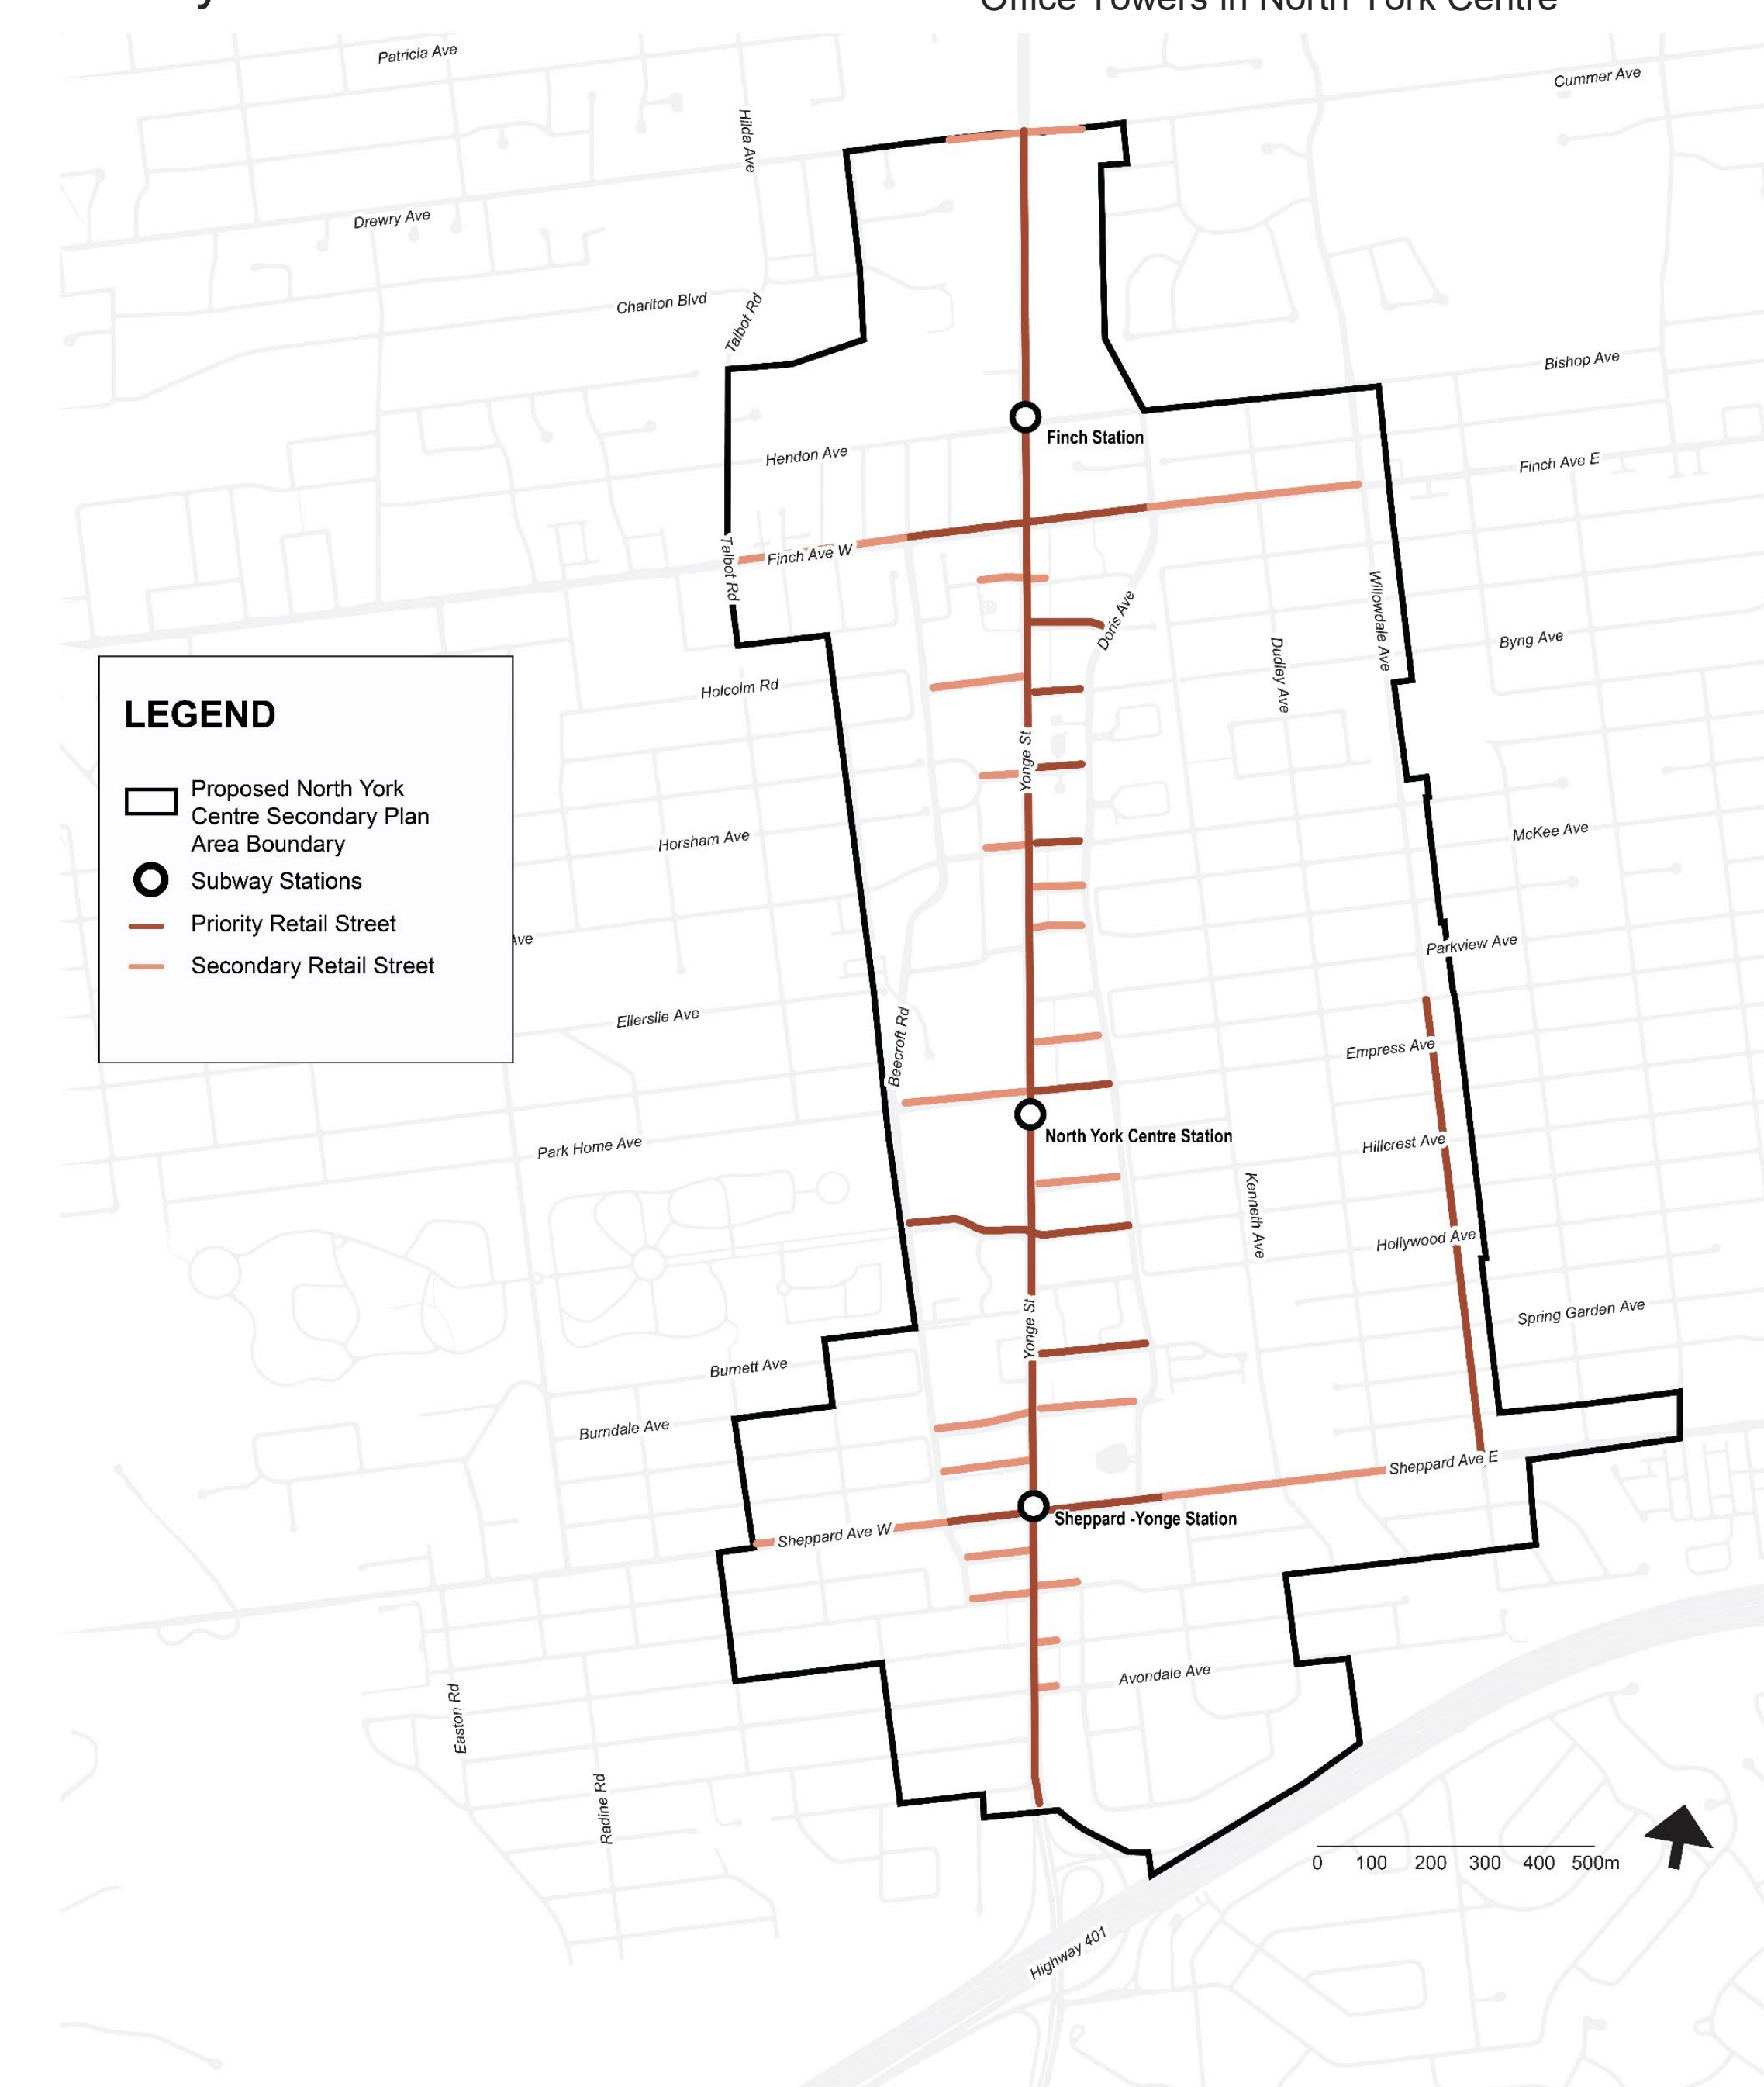 Office Towers in North York Centre
Patricia Ave
Cummer Ave
Hilda Ave
Drewry Ave
Charlton Blvd
Talbot Rd
Bishop Ave
Finch Station
Hendon Ave
Finch Ave E
Finch Ave W
Talbot Rd
Doris Ave
Willowdale Ave
Byng Ave
Dudley Ave
Holcolm Rd
LEGEND
Proposed North York
Centre Secondary Plan
Area Boundary
Subway Stations
Priority Retail Street
Secondary Retail Street
Yonge St
Horsham Ave
McKee Ave
Ave
Parkview Ave
Ellerslie Ave
Beecroft Rd
Empress Ave
Park Home Ave
North York Centre Station
Hillcrest Ave
Kenneth Ave
Hollywood Ave
Yonge St
Spring Garden Ave
Burnett Ave
Burndale Ave
Sheppard Ave E
Sheppard Ave W
Sheppard -Yonge Station
Avondale Ave
Easton Rd
Radine Rd
0 100 200 300 400 500m
Highway 401